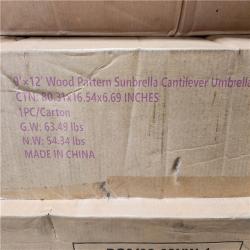 9'×12' Wood Pattern Sunbrella Cantilever Umbrella
CTN: 80.31x16.54x6.69 INCHES
1PC/Carton
G.W: 63.49 lbs
N.W: 54.34 lbs
MADE IN CHINA